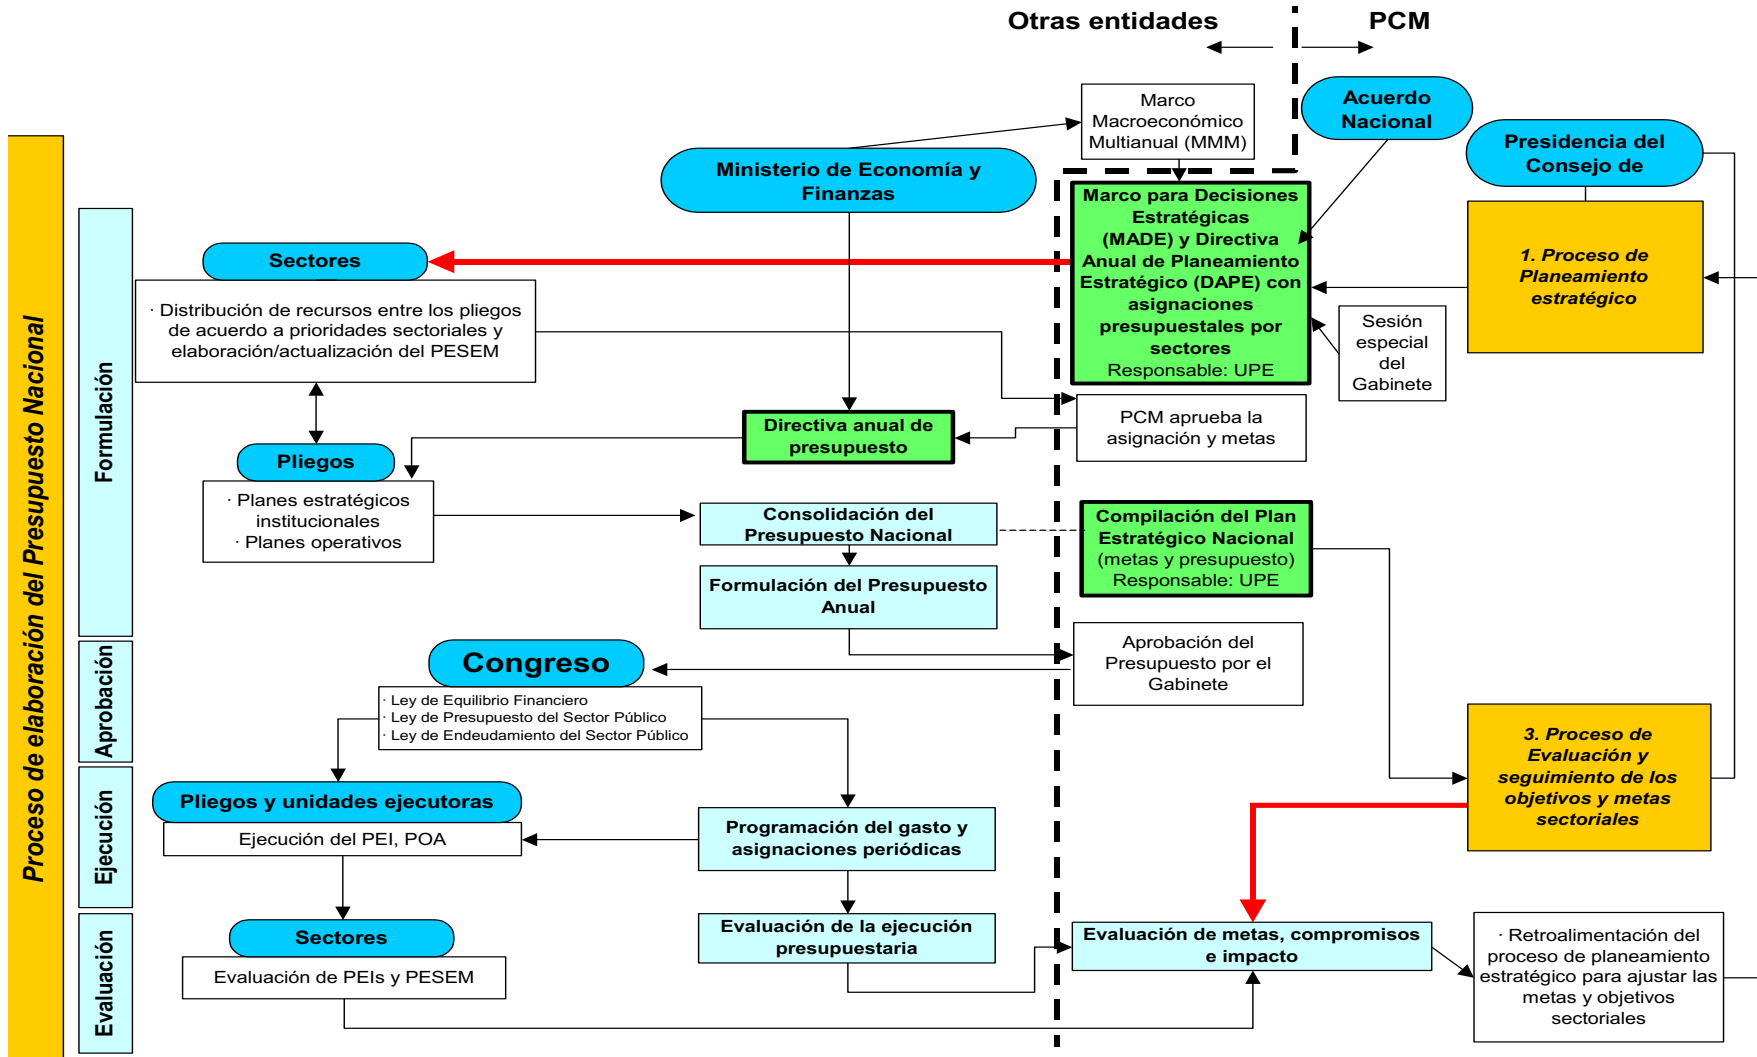 Otras entidades
PCM
Marco
Macroeconómico
Multianual (MMM)
Acuerdo
Nacional
Presidencia del
Consejo de
Ministerio de Economía y
Finanzas
Proceso de elaboración del Presupuesto Nacional
Formulación
Marco para Decisiones
Estratégicas
(MADE) y Directiva
Anual de Planeamiento
Estratégico (DAPE) con
asignaciones
presupuestales por
sectores
Responsable: UPE
1. Proceso de
Planeamiento
estratégico
Sectores
· Distribución de recursos entre los pliegos
de acuerdo a prioridades sectoriales y
elaboración/actualización del PESEM
Sesión
especial
del
Gabinete
Directiva anual de
presupuesto
PCM aprueba la
asignación y metas
Pliegos
· Planes estratégicos
institucionales
· Planes operativos
Consolidación del
Presupuesto Nacional
Compilación del Plan
Estratégico Nacional
(metas y presupuesto)
Responsable: UPE
Formulación del Presupuesto
Anual
Aprobación
Congreso
· Ley de Equilibrio Financiero
· Ley de Presupuesto del Sector Público
· Ley de Endeudamiento del Sector Público
Aprobación del
Presupuesto por el
Gabinete
3. Proceso de
Evaluación y
seguimiento de los
objetivos y metas
sectoriales
Ejecución
Pliegos y unidades ejecutoras
Ejecución del PEI, POA
Programación del gasto y
asignaciones periódicas
Evaluación
Sectores
Evaluación de PEIs y PESEM
Evaluación de la ejecución
presupuestaria
Evaluación de metas, compromisos
e impacto
· Retroalimentación del
proceso de planeamiento
estratégico para ajustar las
metas y objetivos
sectoriales